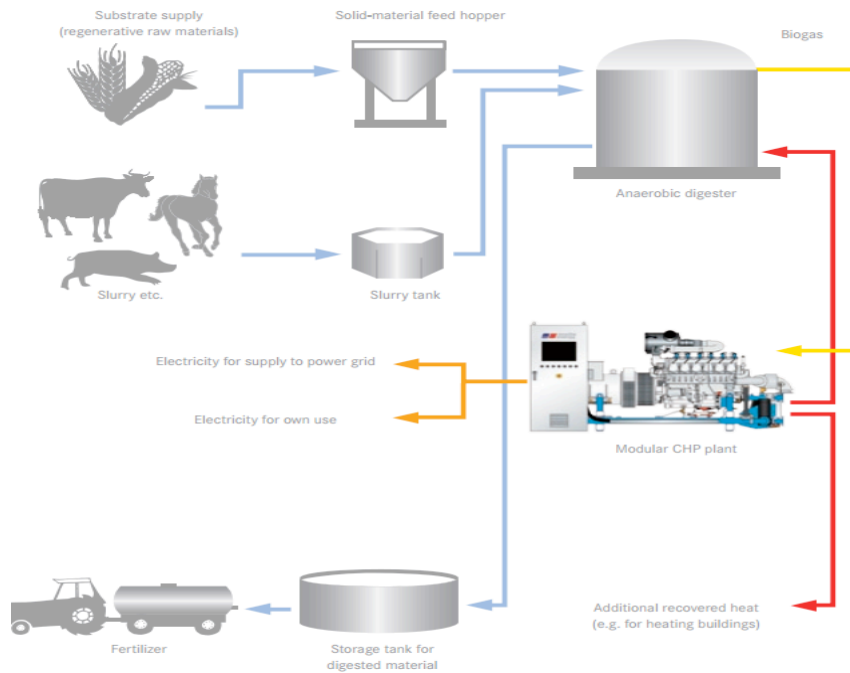 Substrate supply
(regenerative raw materials)
Solid-material feed hopper
Biogas
Anaerobic digester
Slurry etc.
Slurry tank
Electricity for supply to power grid
Electricity for own use
Modular CHP plant
Additional recovered heat
(e.g. for heating buildings)
Fertilizer
Storage tank for
digested material